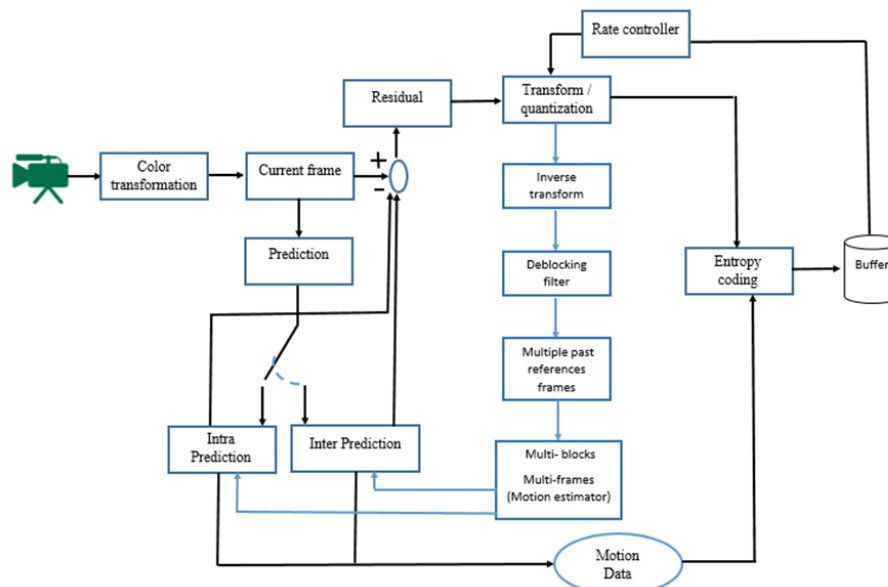 Rate controller
Residual
Transform /
quantization
+
Color
transformation
Current frame
−
Inverse
transform
Prediction
Entropy
coding
Buffer
Deblocking
filter
Multiple past
references
frames
Intra
Prediction
Inter Prediction
Multi- blocks
Multi-frames
(Motion estimator)
Motion
Data